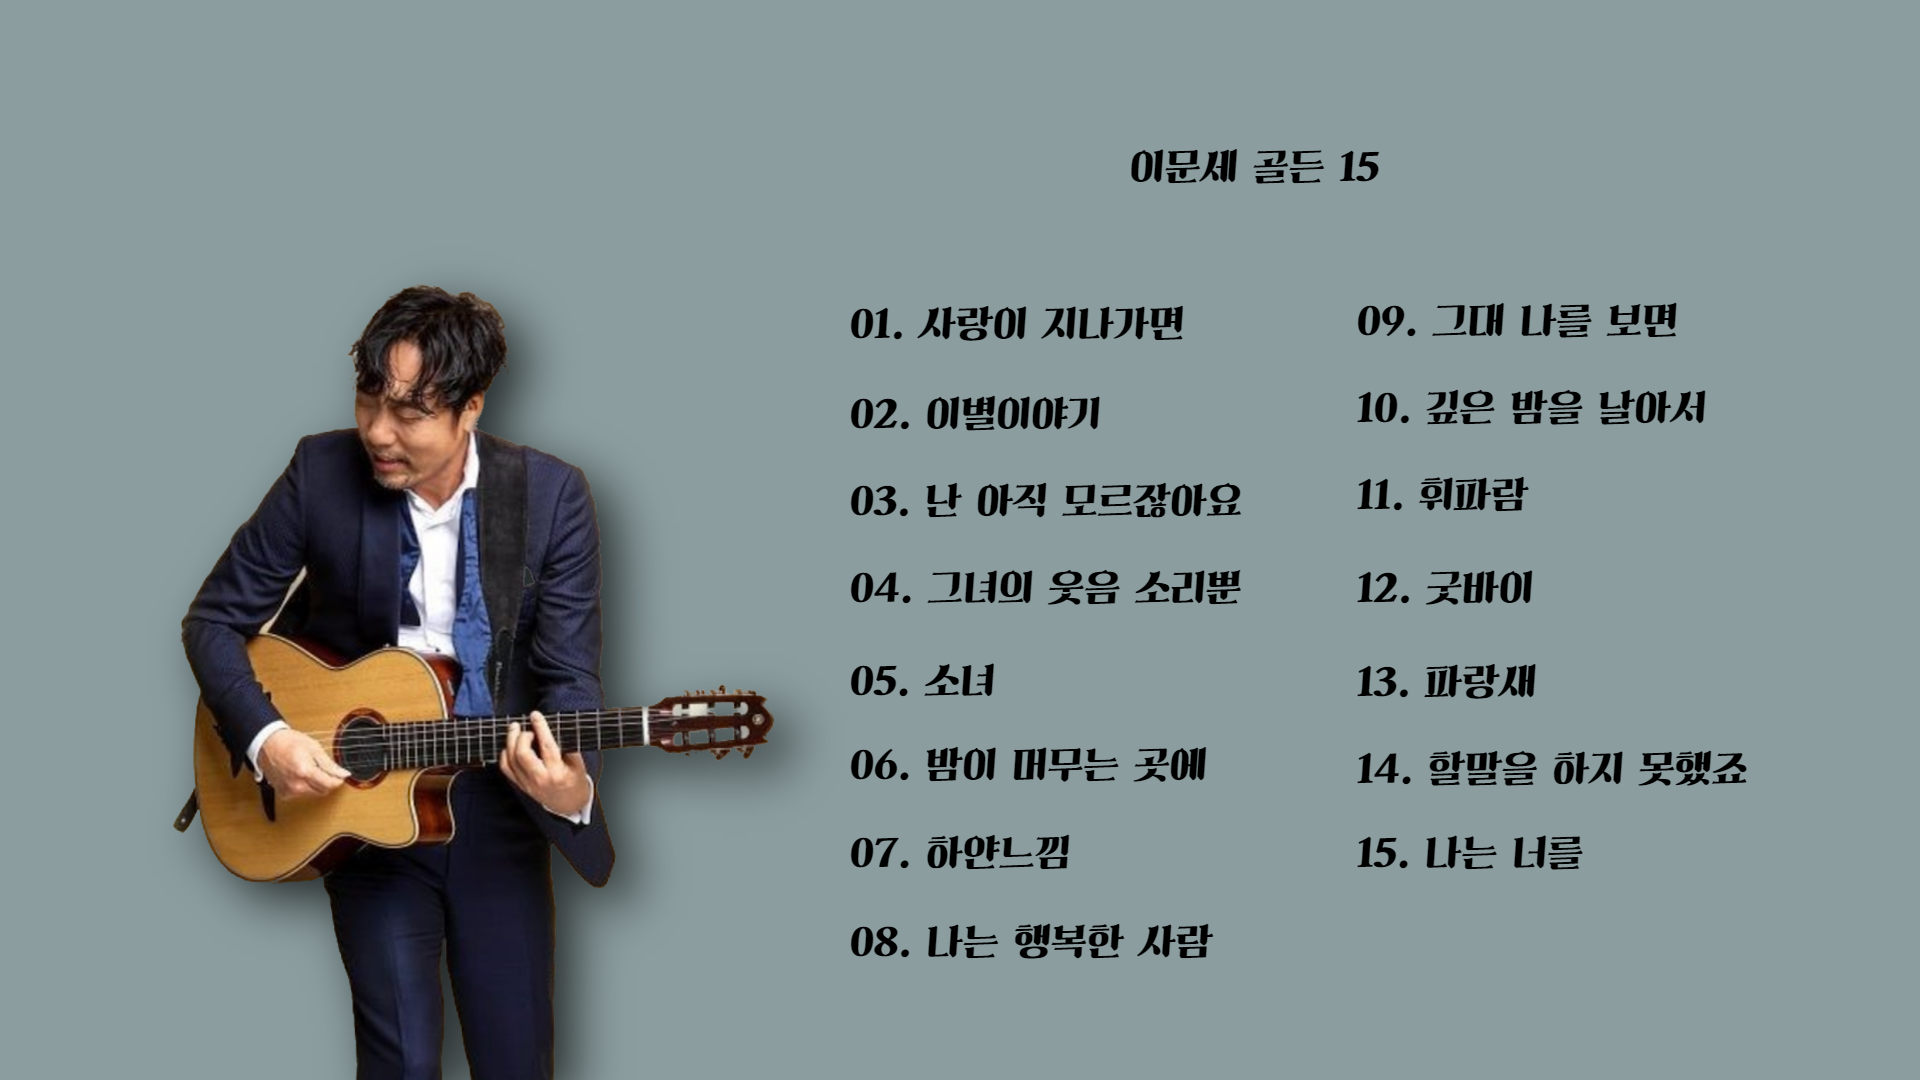 이문세 골든 15
01. 사랑이 지나가면
02. 이별이야기
03. 난 아직 모르잖아요
04. 그녀의 웃음 소리뿐
05. 소녀
06. 밤이 머무는 곳에
07. 하얀느낌
08. 나는 행복한 사람
09. 그대 나를 보면
10. 깊은 밤을 날아서
11. 휘파람
12. 굿바이
13. 파랑새
14. 할말을 하지 못했죠
15. 나는 너를